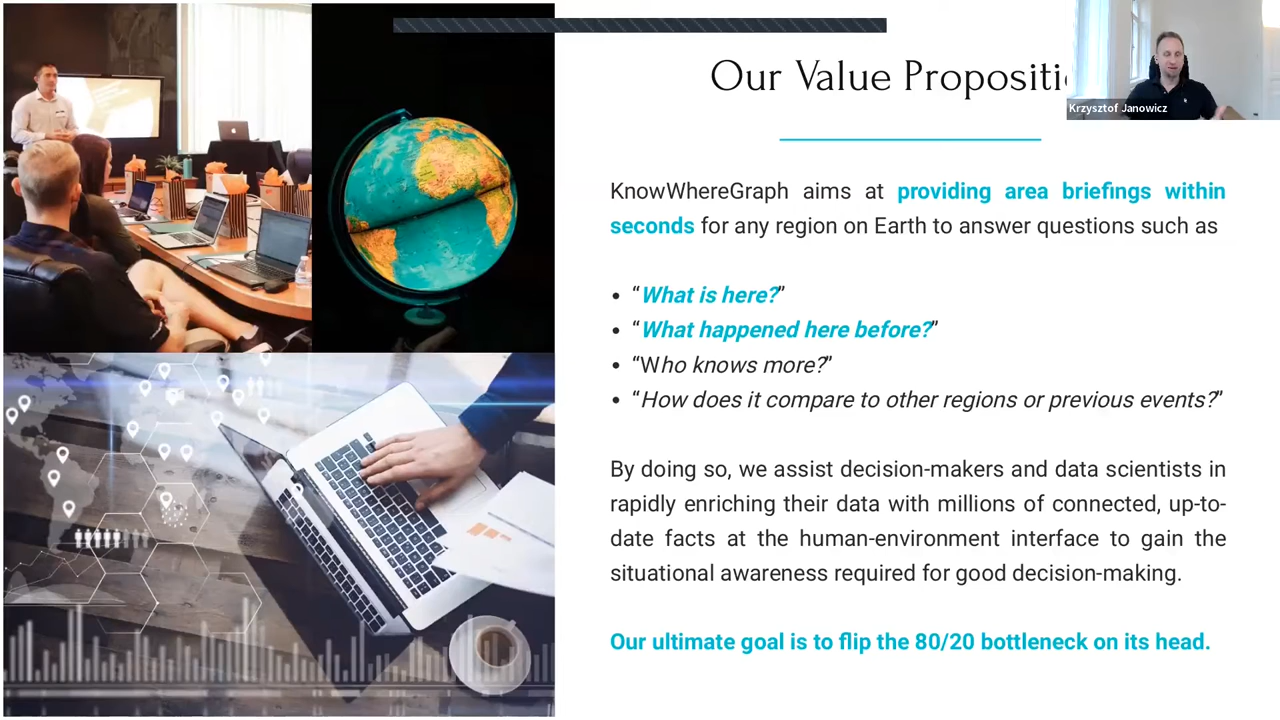 Our Value Propositi
Krzysztof Janowicz
KnowWhereGraph aims at providing area briefings within
seconds for any region on Earth to answer questions such as
• “What is here?”
• “What happened here before?”
• “Who knows more?”
• “How does it compare to other regions or previous events?”
By doing so, we assist decision-makers and data scientists in
rapidly enriching their data with millions of connected, up-to-
date facts at the human-environment interface to gain the
situational awareness required for good decision-making.
Our ultimate goal is to flip the 80/20 bottleneck on its head.